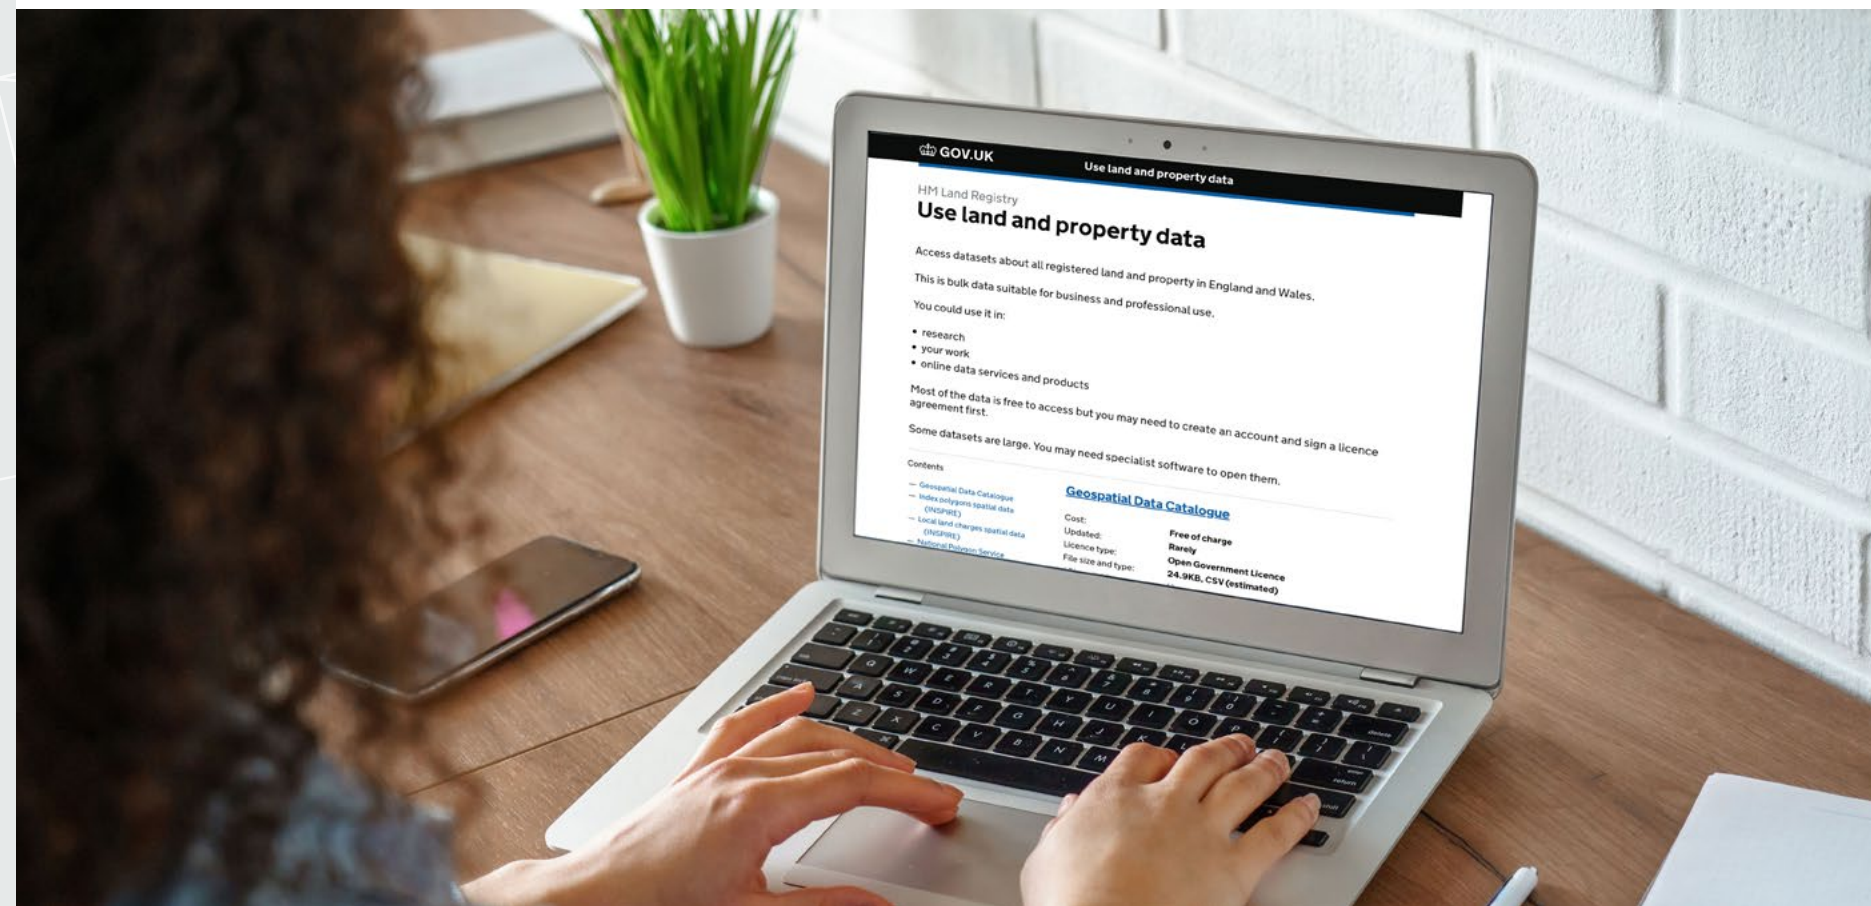 GOV.UK
Use land and property data
HM Land Registry
Use land and property data
Access datasets about all registered land and property in England and Wales.
This is bulk data suitable for business and professional use.
You could use it in:
• research
• your work
• online data services and products
Most of the data is free to access but you may need to create an account and sign a licence
agreement first.
Some datasets are large. You may need specialist software to open them.
Contents
— Geospatial Data Catalogue
— Index polygons spatial data
(INSPIRE)
— Local land charges spatial data
(INSPIRE)
— National Polygon Service
Geospatial Data Catalogue
Cost: Free of charge
Updated: Rarely
Licence type: Open Government Licence
File size and type: 24.9KB, CSV (estimated)